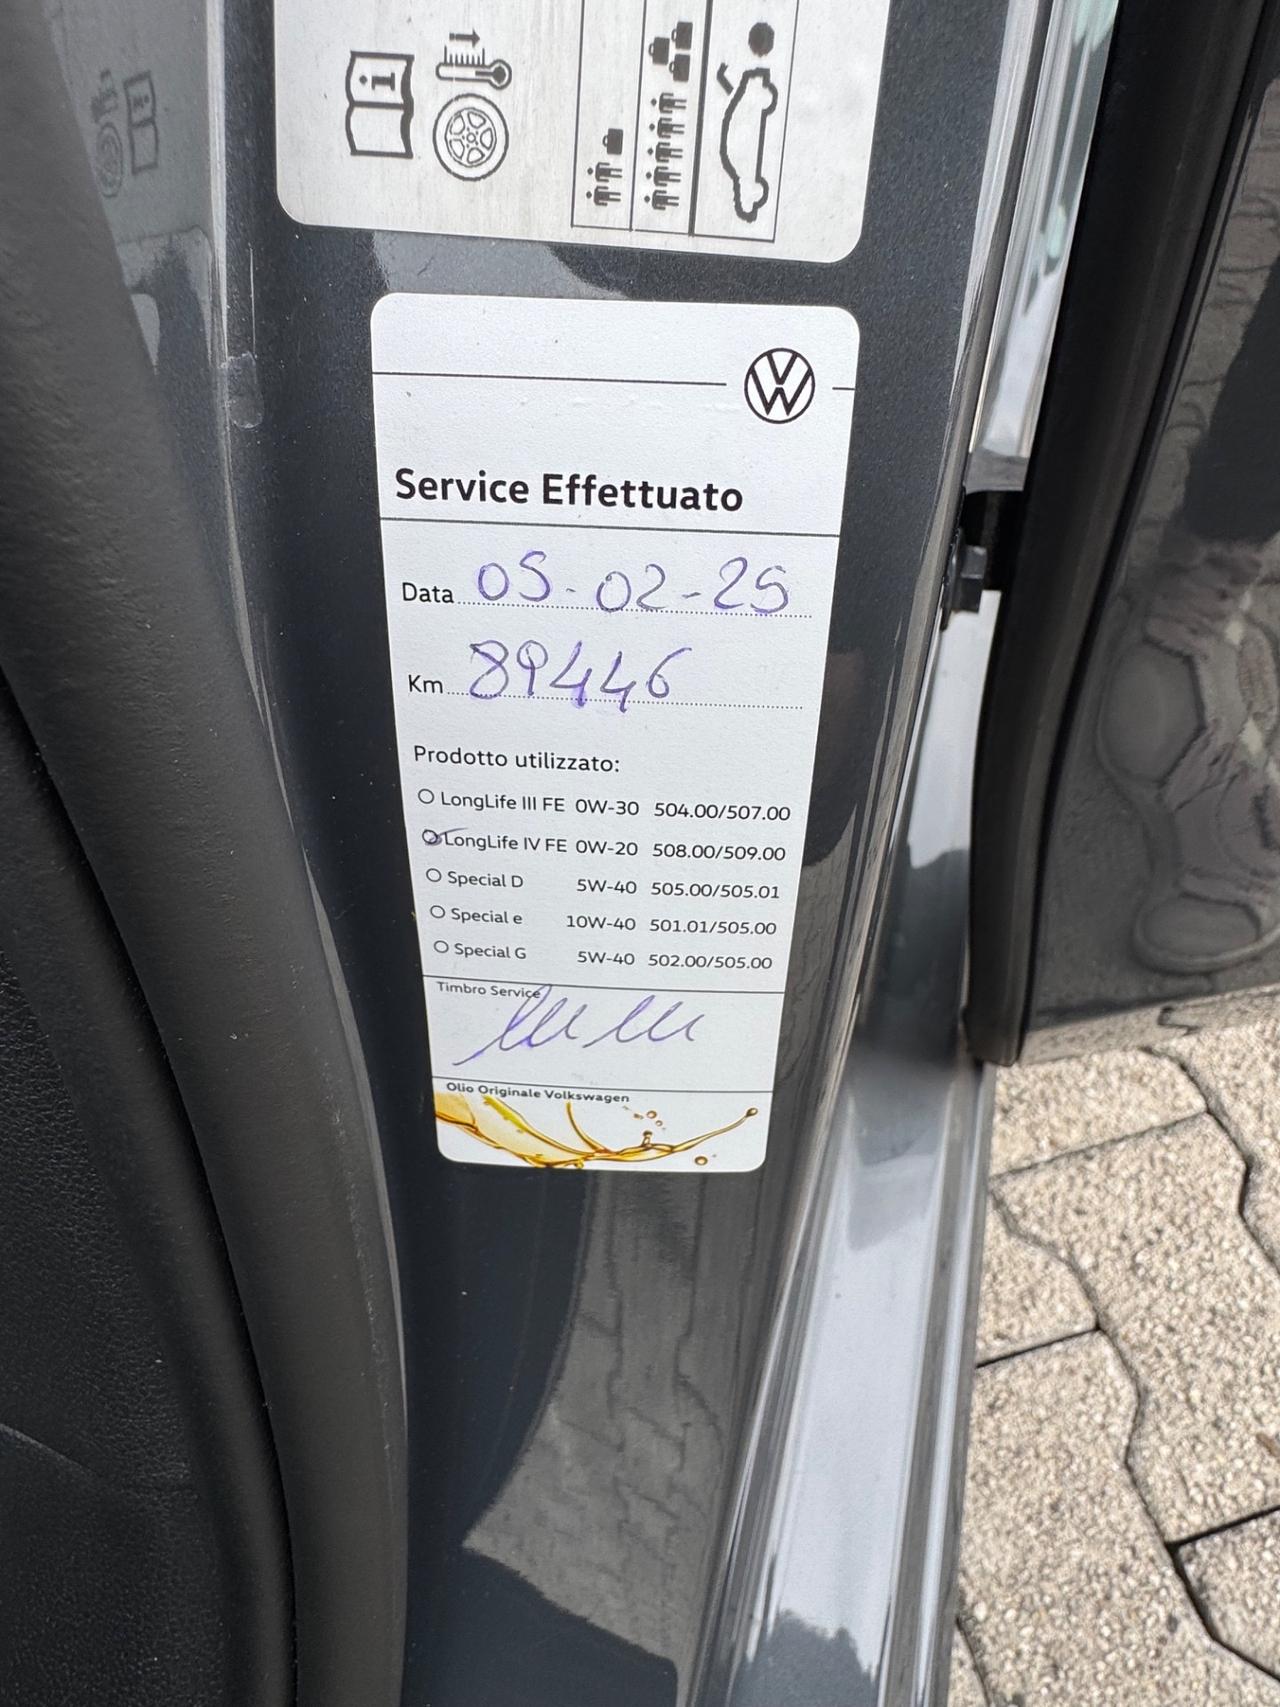 Service Effettuato
Data 05-02-25
Km 89446
Prodotto utilizzato:
LongLife III FE 0W-30 504.00/507.00
LongLife IV FE 0W-20 508.00/509.00
Special D 5W-40 505.00/505.01
Special e 10W-40 501.01/505.00
Special G 5W-40 502.00/505.00
Timbro Service
Olio Originale Volkswagen